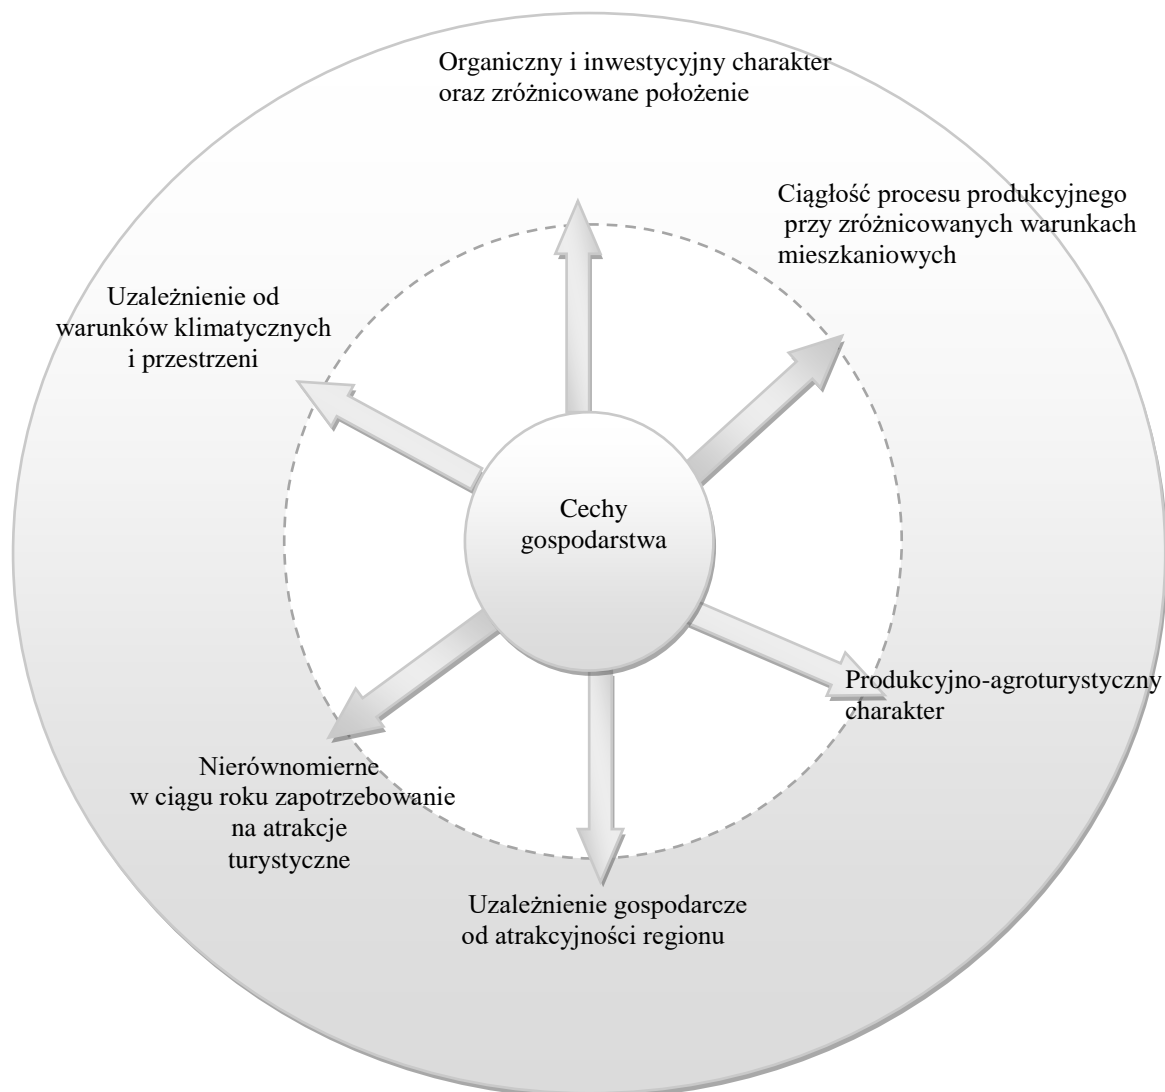 Organiczny i inwestycyjny charakter
oraz zróżnicowane położenie
Ciągłość procesu produkcyjnego
przy zróżnicowanych warunkach
mieszkaniowych
Uzależnienie od
warunków klimatycznych
i przestrzeni
Cechy
gospodarstwa
Produkcyjno-agroturystyczny
charakter
Nierównomierne
w ciągu roku zapotrzebowanie
na atrakcje
turystyczne
Uzależnienie gospodarcze
od atrakcyjności regionu